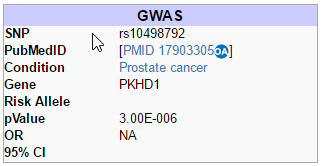 GWAS
SNP rs10498792
PubMedID [PMID 17903305 OA]
Condition Prostate cancer
Gene PKHD1
Risk Allele
pValue 3.00E-006
OR NA
95% CI